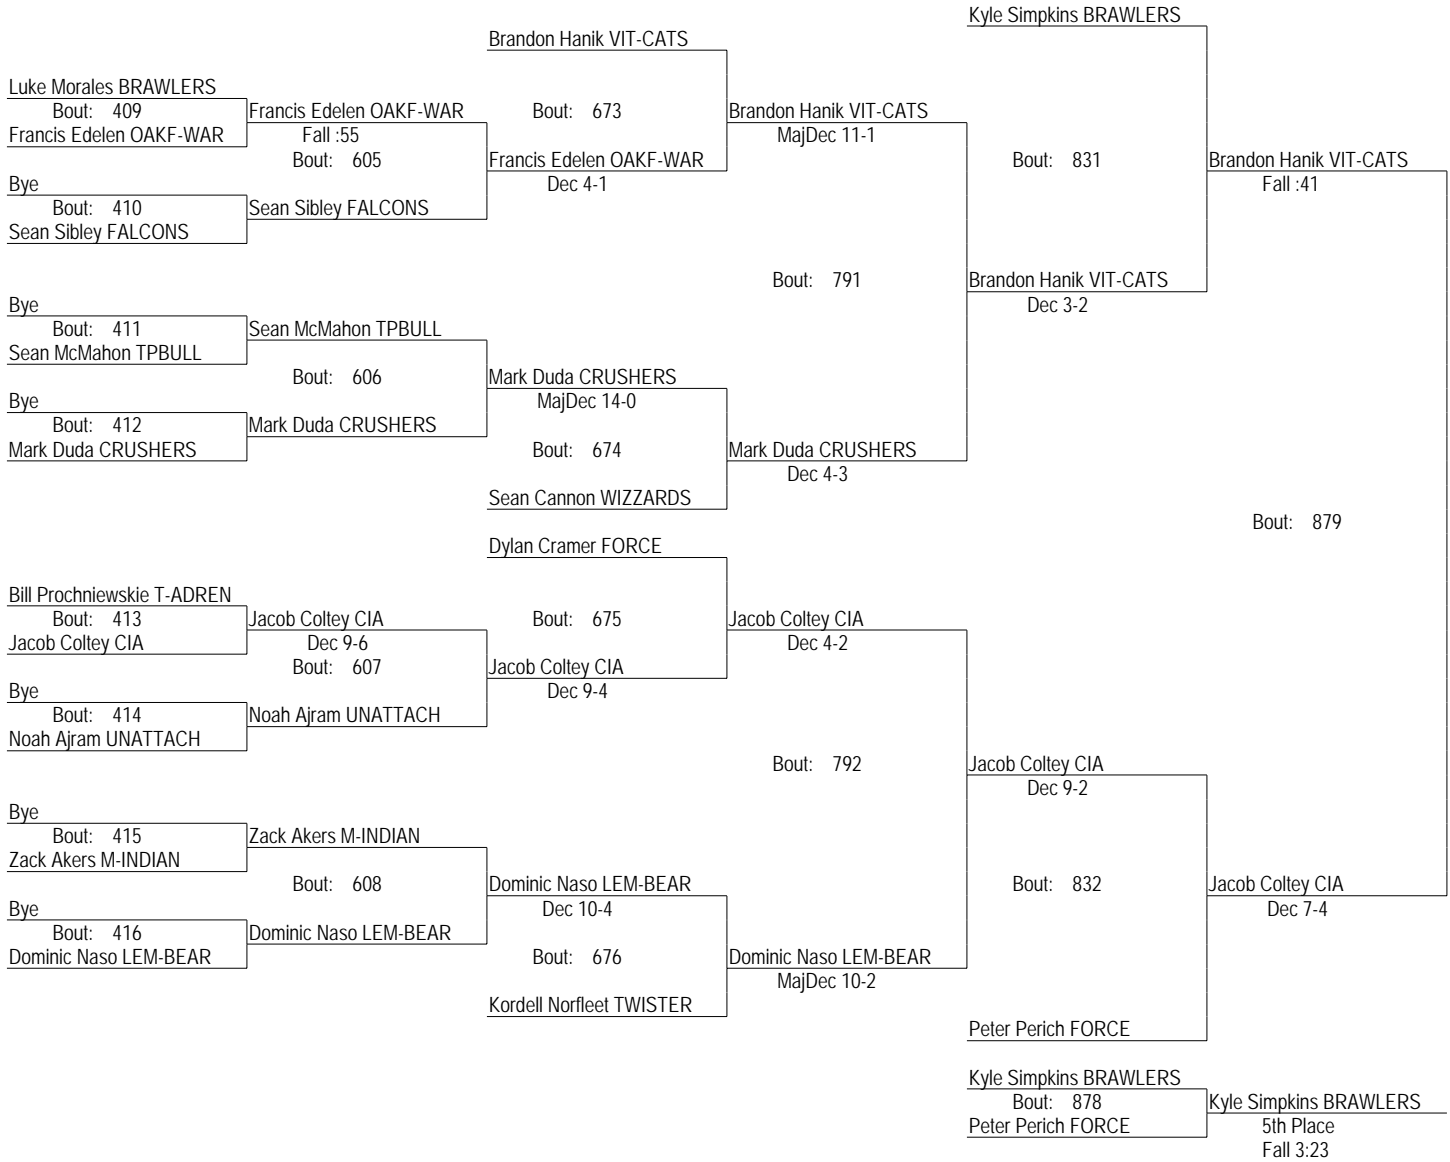 Kyle Simpkins BRAWLERS
Brandon Hanik VIT-CATS
Luke Morales BRAWLERS
Bout: 409
Francis Edelen OAKF-WAR
Francis Edelen OAKF-WAR
Fall :55
Bout: 673
Brandon Hanik VIT-CATS
MajDec 11-1
Bout: 605
Francis Edelen OAKF-WAR
Dec 4-1
Bout: 831
Brandon Hanik VIT-CATS
Fall :41
Bye
Bout: 410
Sean Sibley FALCONS
Sean Sibley FALCONS
Bout: 791
Brandon Hanik VIT-CATS
Dec 3-2
Bye
Bout: 411
Sean McMahon TPBULL
Sean McMahon TPBULL
Bout: 606
Mark Duda CRUSHERS
MajDec 14-0
Bye
Bout: 412
Mark Duda CRUSHERS
Mark Duda CRUSHERS
Bout: 674
Mark Duda CRUSHERS
Dec 4-3
Sean Cannon WIZZARDS
Bout: 879
Dylan Cramer FORCE
Bill Prochniewskie T-ADREN
Bout: 413
Jacob Coltey CIA
Jacob Coltey CIA
Dec 9-6
Bout: 675
Jacob Coltey CIA
Dec 4-2
Bout: 607
Jacob Coltey CIA
Dec 9-4
Bye
Bout: 414
Noah Ajram UNATTACH
Noah Ajram UNATTACH
Bout: 792
Jacob Coltey CIA
Dec 9-2
Bye
Bout: 415
Zack Akers M-INDIAN
Zack Akers M-INDIAN
Bout: 608
Dominic Naso LEM-BEAR
Dec 10-4
Bout: 832
Jacob Coltey CIA
Dec 7-4
Bye
Bout: 416
Dominic Naso LEM-BEAR
Dominic Naso LEM-BEAR
Bout: 676
Dominic Naso LEM-BEAR
MajDec 10-2
Kordell Norfleet TWISTER
Peter Perich FORCE
Kyle Simpkins BRAWLERS
Bout: 878
Peter Perich FORCE
Kyle Simpkins BRAWLERS
5th Place
Fall 3:23